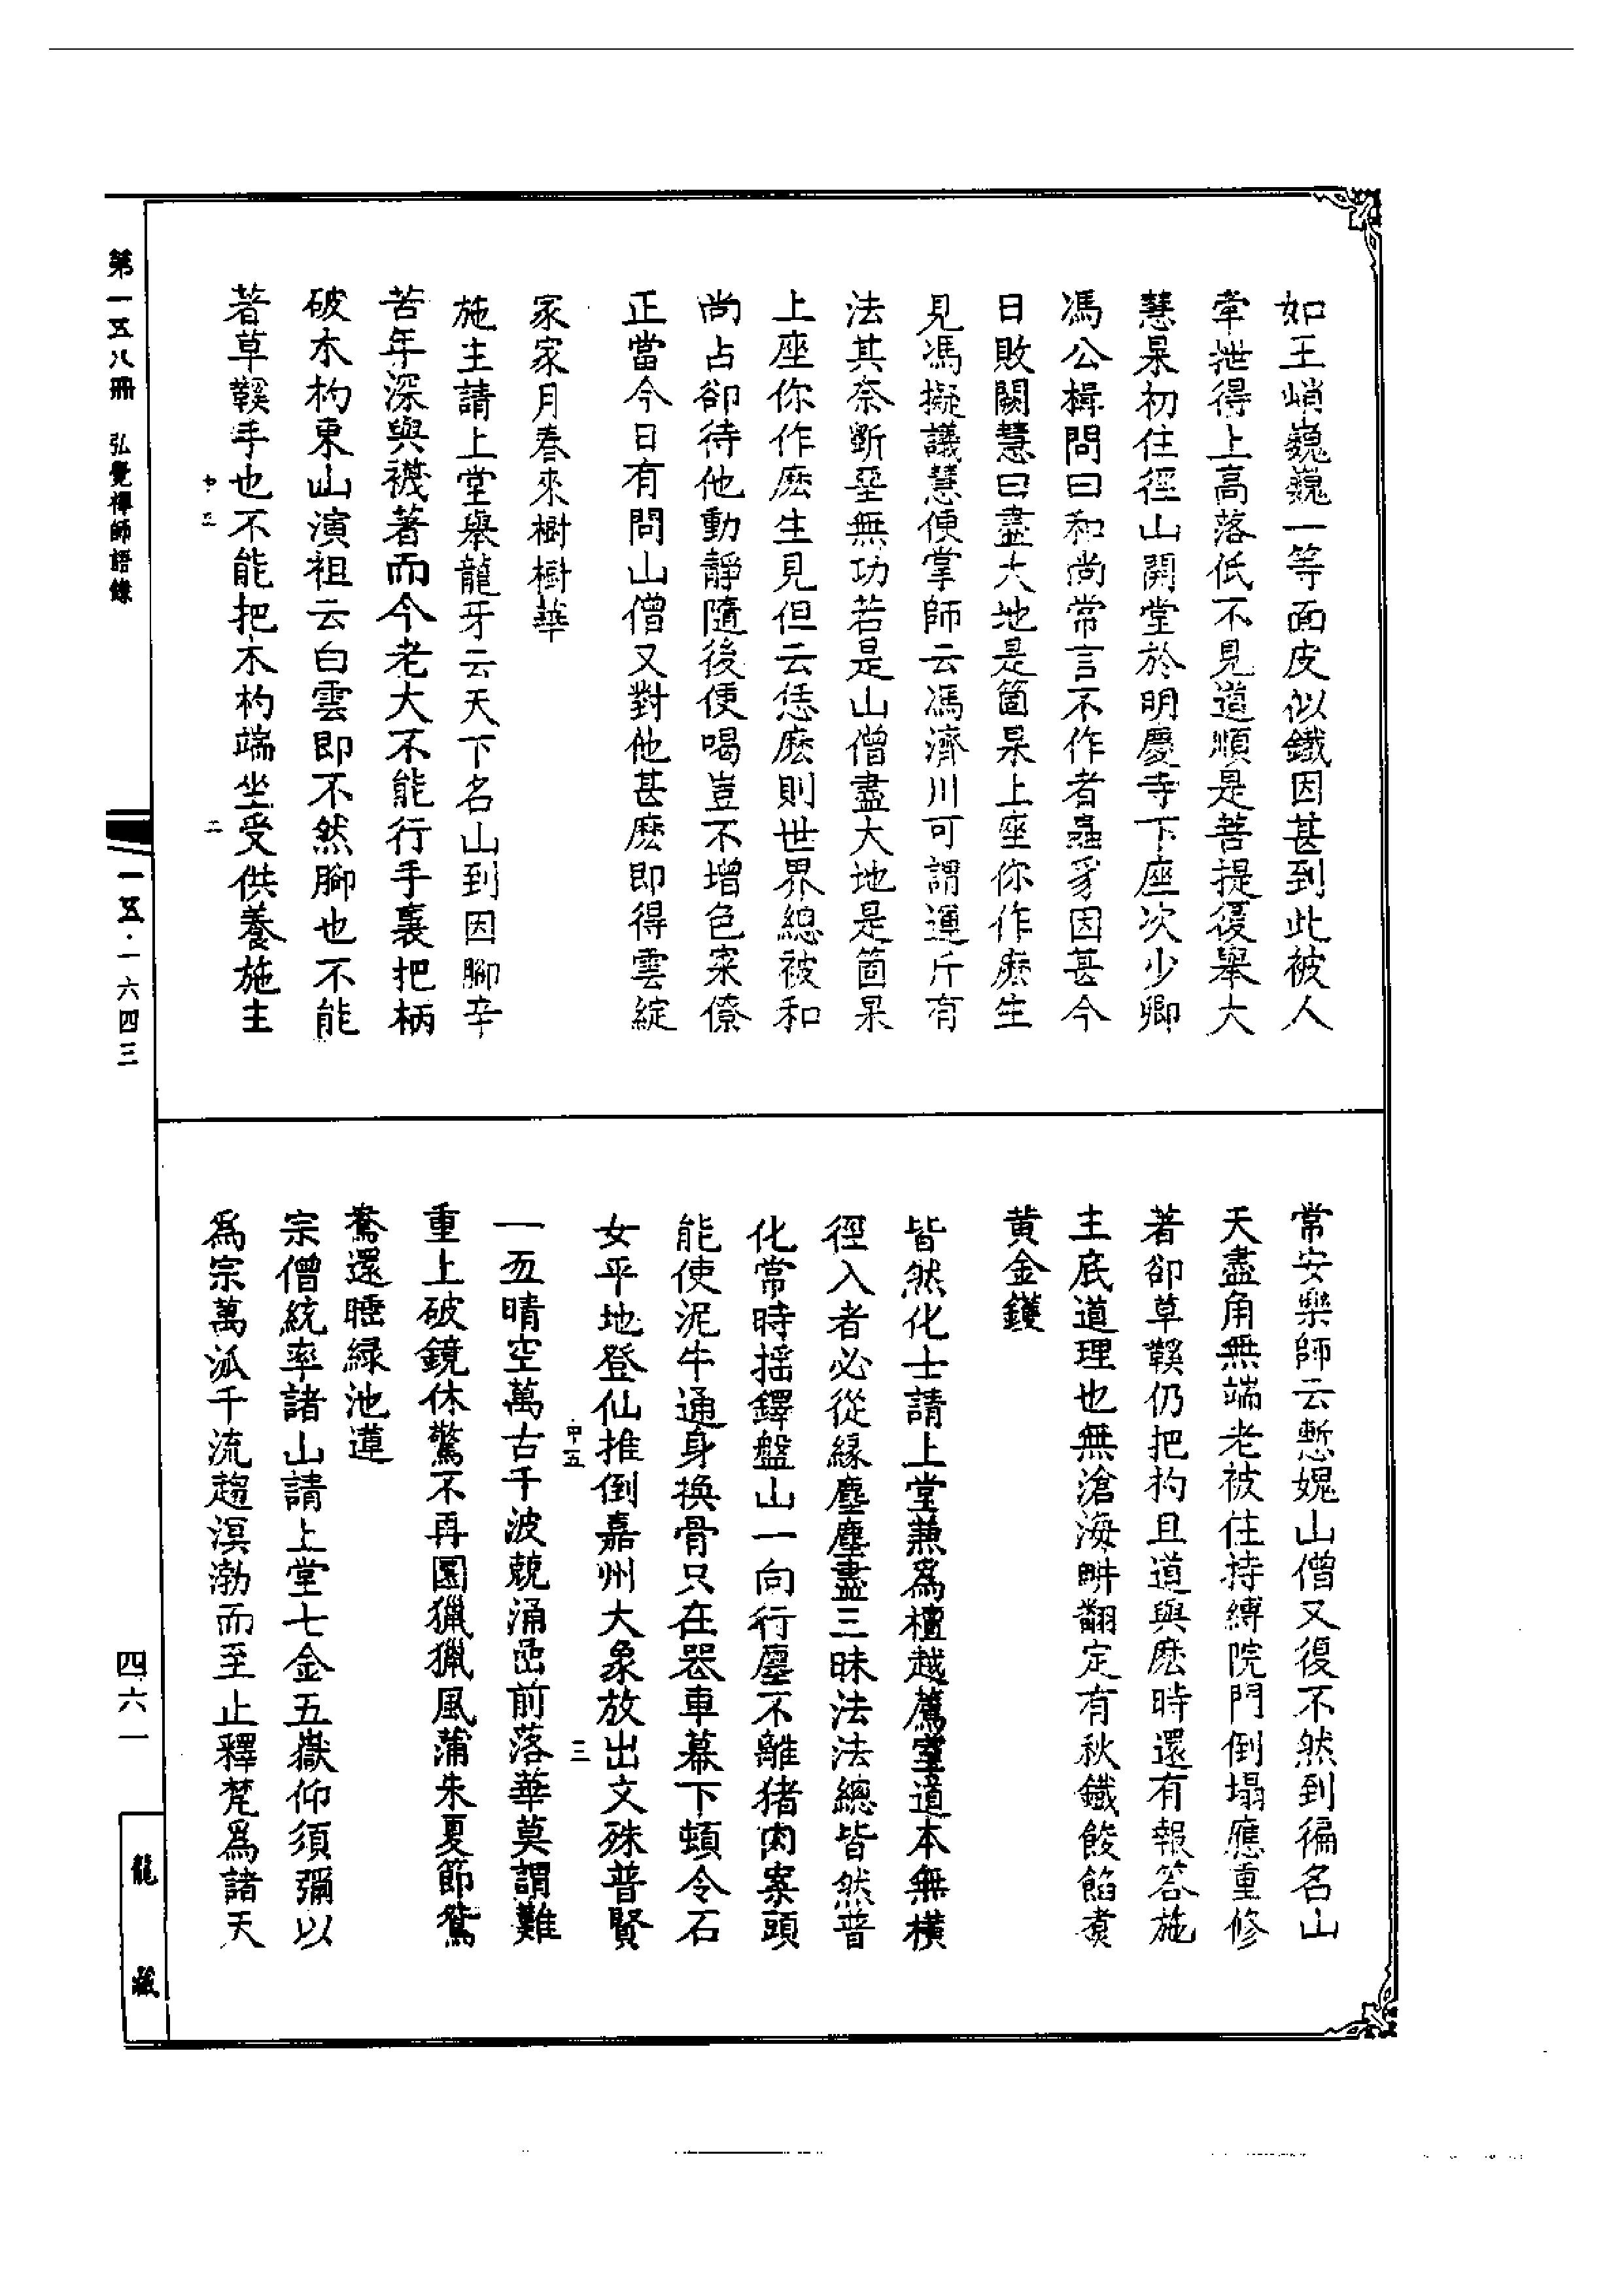 如王峭巍巍一等面皮似鐵因甚到此被人
牽拽得上高落低不見道順是菩提復舉大
慧杲初住徑山開堂於明慶寺下座次少卿
馮公楫問曰和尚常言不作者蟲豸因甚今
日敗闕慧曰盡大地是箇杲上座你作麽生
見馮擬議慧便掌師云馮濟川可謂運斤有
法其奈斵堊無功若是山僧盡大地是箇杲
上座你作麽生見但云恁麽則世界總被和
尚占卻待他動靜隨後便喝豈不增色寀僚
正當今日有問山僧又對他甚麽即得雲綻
家家月春來樹樹華
施主請上堂舉龍牙云天下名山到因腳辛
苦年深與襪著而今老大不能行手裏把柄
破木杓東山演祖云白雲即不然腳也不能
著草鞵手也不能把木杓端坐受供養施主
常安樂師云慙媿山僧又復不然到徧名山
天盡角無端老被住持縛院門倒塌應重修
著卻草鞵仍把杓且道與麽時還有報答施
主底道理也無滄海畊翻定有秋鐵餕餡煑
黄金鑊
皆然化士請上堂兼爲檀越薦室道本無橫
徑入者必從緣塵塵盡三昧法法總皆然普
化常時揺鐸盤山一向行廛不離猪肉案頭
能使泥牛通身換骨只在羃車幕下頓令石
女平地登仙推倒嘉州大象放出文殊普賢
一五晴空萬古千波競涌嵒前落華莫謂難
重上破鏡休驚不再圓獵獵風蒲朱夏節鴛
鴦還睡緑池蓮
宗僧統率諸山請上堂七金五嶽仰須彌以
爲宗萬派千流趨溟渤而至止釋梵爲諸天
第一五八冊　弘覺禪師語錄
一五·一六四三
四六一
龍藏